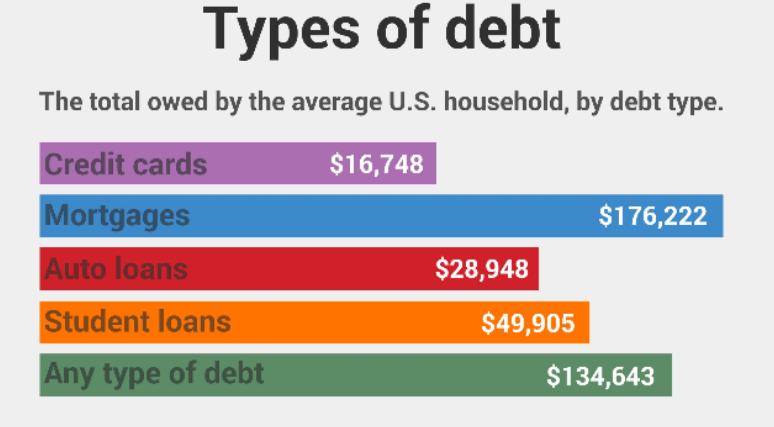 Types of debt
The total owed by the average U.S. household, by debt type.
Credit cards $16,748
Mortgages $176,222
Auto loans $28,948
Student loans $49,905
Any type of debt $134,643